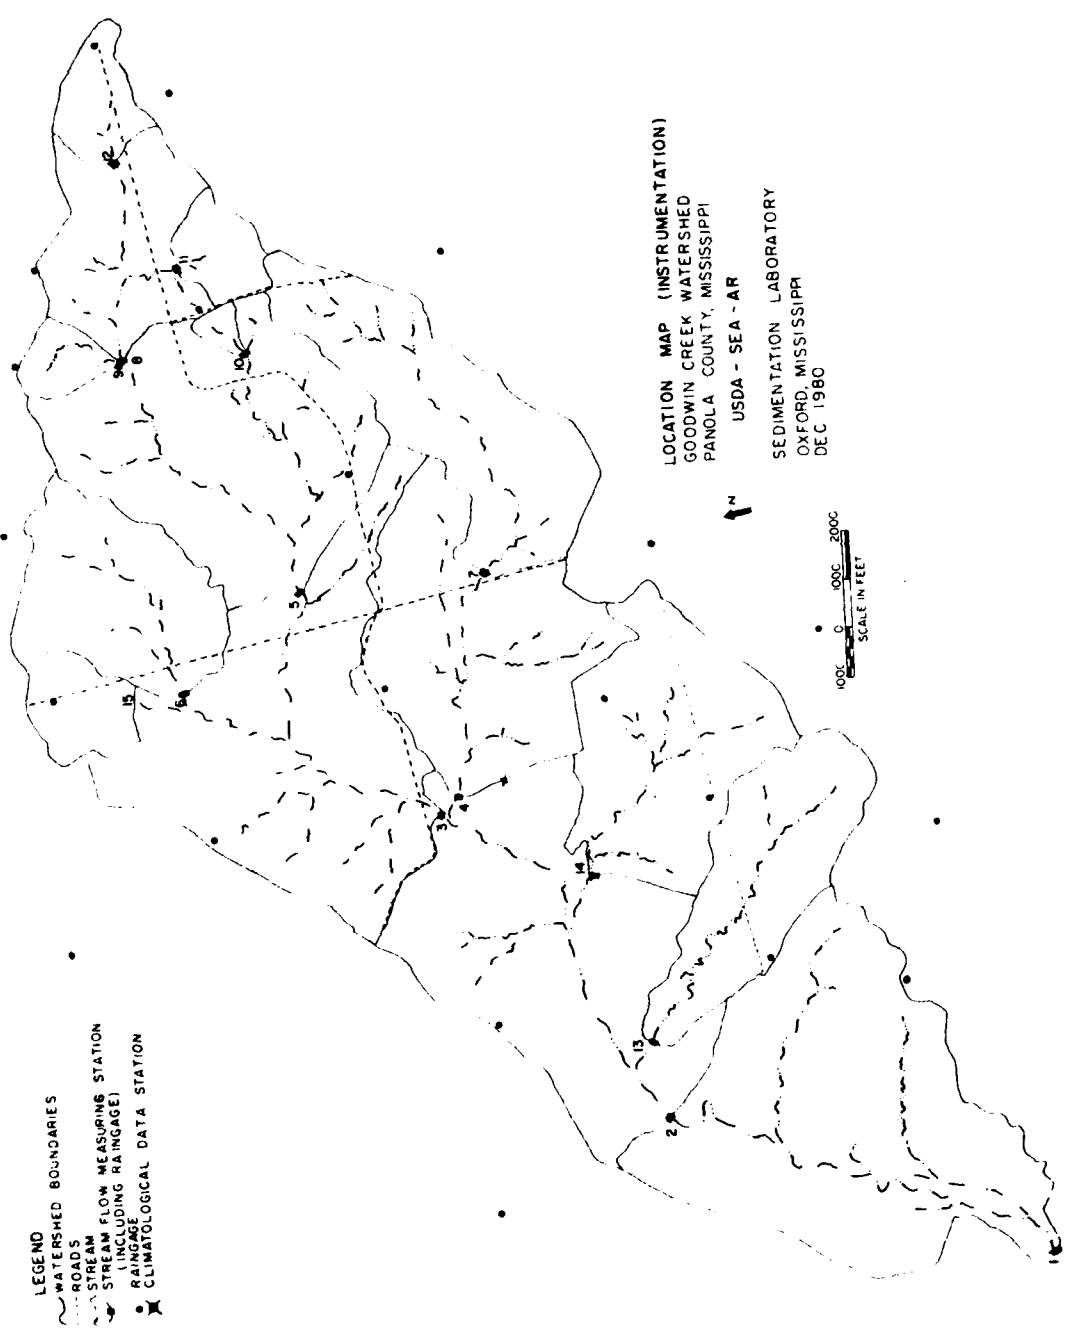 LEGEND
WATERSHED BOUNDARIES
ROADS
STREAM
STREAM FLOW MEASURING STATION
(INCLUDING RAINGAGE)
RAINGAGE
CLIMATOLOGICAL DATA STATION
LOCATION MAP (INSTRUMENTATION)
GOODWIN CREEK WATERSHED
PANOLA COUNTY, MISSISSIPPI
USDA - SEA - AR
SEDIMENTATION LABORATORY
OXFORD, MISSISSIPPI
DEC 1980
N
1000 0 1000 2000
SCALE IN FEET
1
2
3
4
5
6
7
8
9
10
11
12
13
14
15